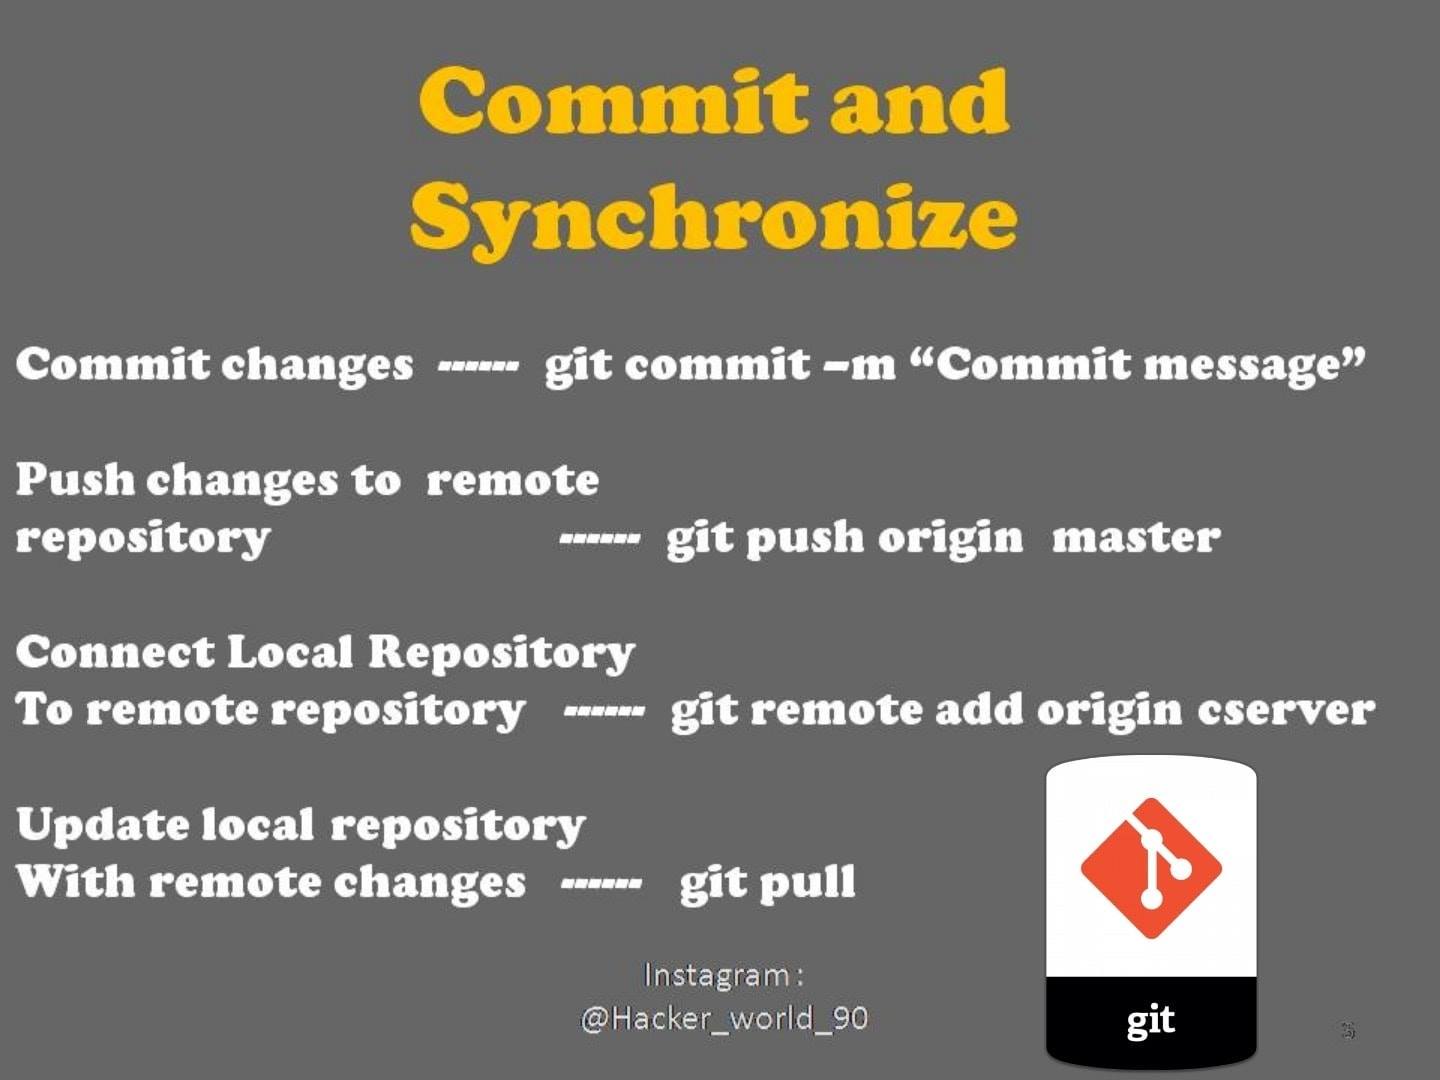 Commit and
Synchronize
Commit changes ------ git commit –m “Commit message”
Push changes to remote
repository ------ git push origin master
Connect Local Repository
To remote repository ------ git remote add origin cserver
Update local repository
With remote changes ------ git pull
Instagram :
@Hacker_world_90
git